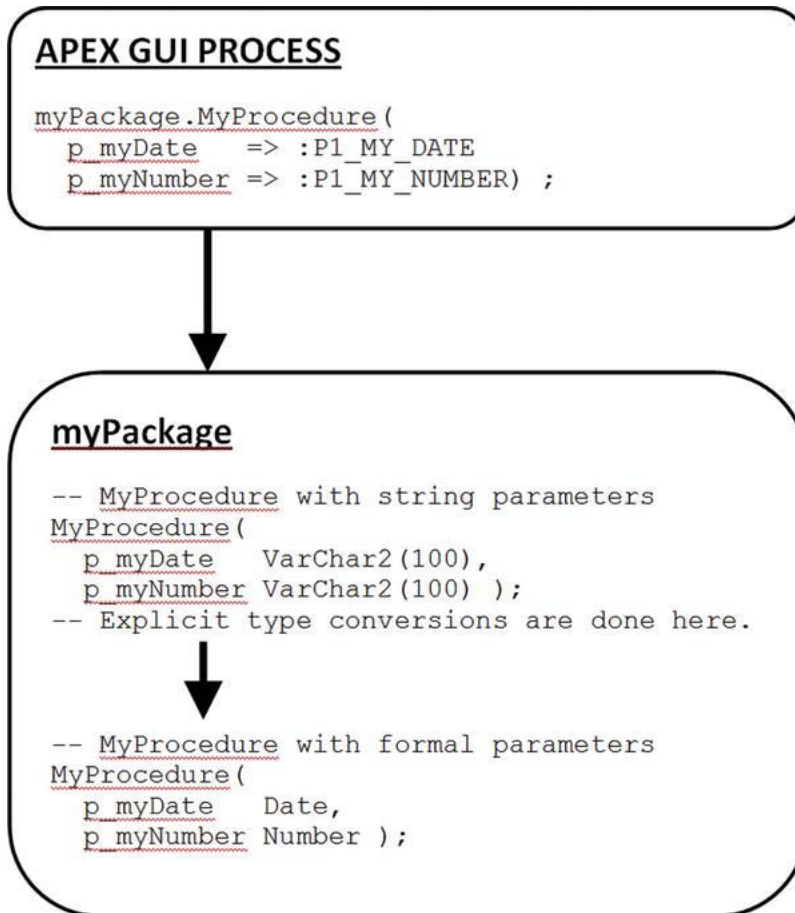 APEX GUI PROCESS
myPackage.MyProcedure(
p_myDate => :P1_MY_DATE
p_myNumber => :P1_MY_NUMBER) ;
myPackage
-- MyProcedure with string parameters
MyProcedure(
p_myDate VarChar2(100),
p_myNumber VarChar2(100) );
-- Explicit type conversions are done here.
-- MyProcedure with formal parameters
MyProcedure(
p_myDate Date,
p_myNumber Number );